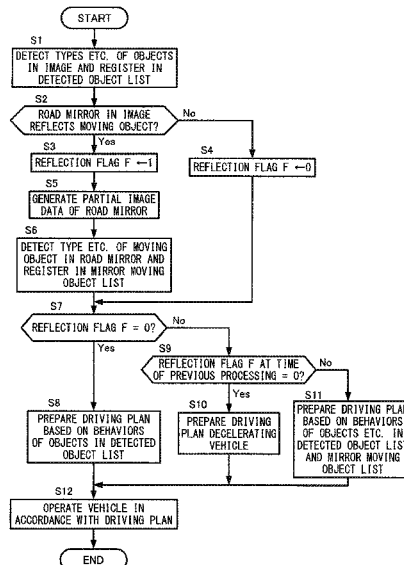 START
S1
DETECT TYPES ETC. OF OBJECTS
IN IMAGE AND REGISTER IN
DETECTED OBJECT LIST
S2
ROAD MIRROR IN IMAGE
REFLECTS MOVING OBJECT?
No
Yes
S3
REFLECTION FLAG F ←1
S4
REFLECTION FLAG F ←0
S5
GENERATE PARTIAL IMAGE
DATA OF ROAD MIRROR
S6
DETECT TYPE ETC. OF MOVING
OBJECT IN ROAD MIRROR AND
REGISTER IN MIRROR MOVING
OBJECT LIST
S7
REFLECTION FLAG F = 0?
No
Yes
S9
REFLECTION FLAG F AT TIME
OF PREVIOUS PROCESSING = 0?
No
Yes
S8
PREPARE DRIVING PLAN
BASED ON BEHAVIORS
OF OBJECTS IN DETECTED
OBJECT LIST
S10
PREPARE DRIVING
PLAN DECELERATING
VEHICLE
S11
PREPARE DRIVING PLAN
BASED ON BEHAVIORS
OF OBJECTS ETC. IN
DETECTED OBJECT LIST
AND MIRROR MOVING
OBJECT LIST
S12
OPERATE VEHICLE IN
ACCORDANCE WITH DRIVING PLAN
END